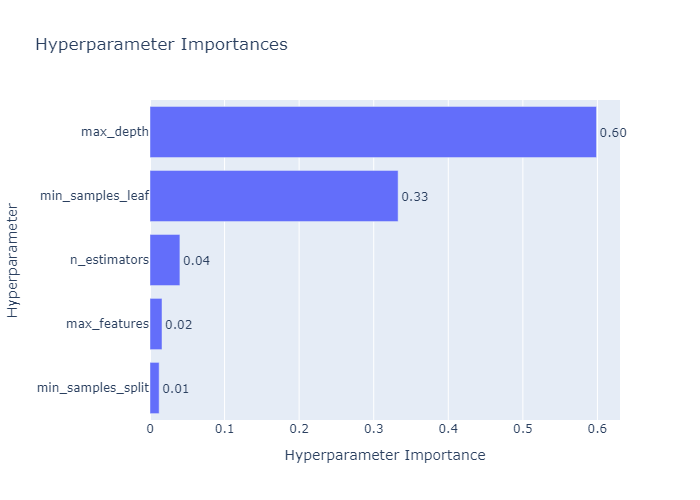 Hyperparameter Importances
Hyperparameter
max_depth
0.60
min_samples_leaf
0.33
n_estimators
0.04
max_features
0.02
min_samples_split
0.01
0 0.1 0.2 0.3 0.4 0.5 0.6
Hyperparameter Importance